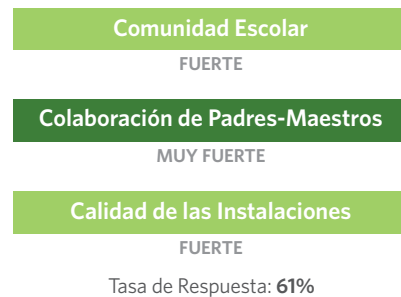 Comunidad Escolar
FUERTE
Colaboración de Padres-Maestros
MUY FUERTE
Calidad de las Instalaciones
FUERTE
Tasa de Respuesta: 61%